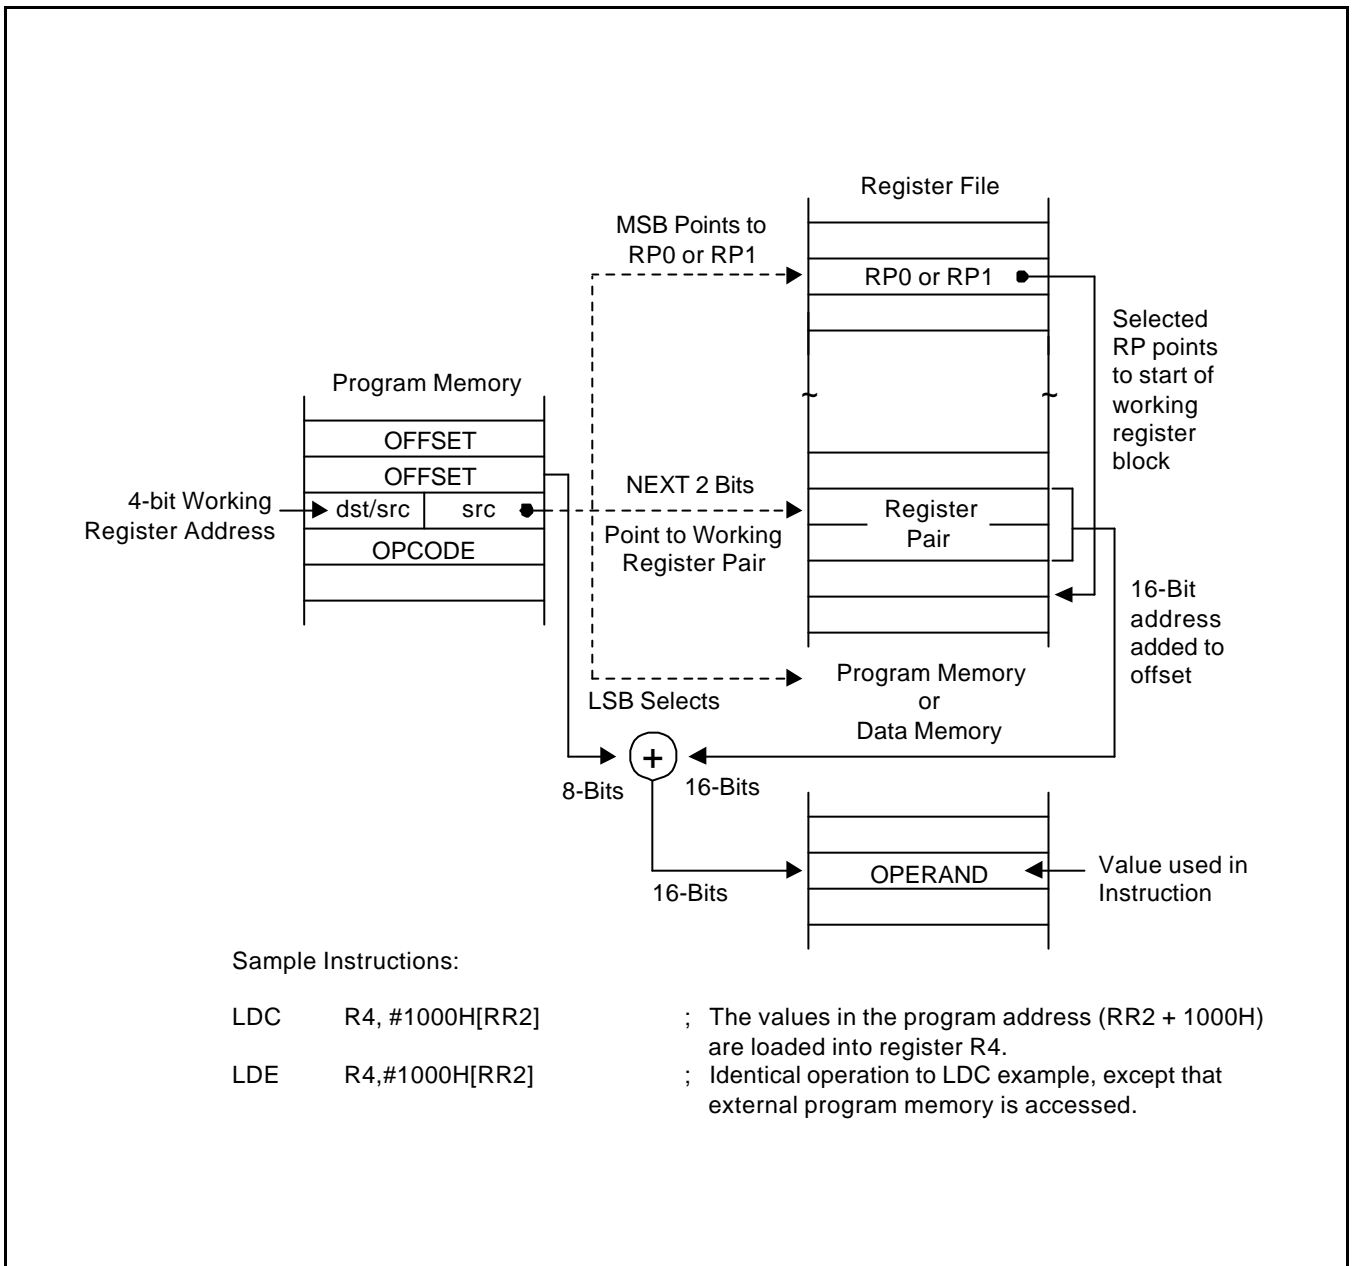 Register File
MSB Points to
RP0 or RP1
RP0 or RP1
Selected
RP points
to start of
working
register
block
Program Memory
OFFSET
OFFSET
4-bit Working
Register Address
dst/src
src
OPCODE
NEXT 2 Bits
Point to Working
Register Pair
Register
Pair
16-Bit
address
added to
offset
LSB Selects
Program Memory
or
Data Memory
+
8-Bits
16-Bits
16-Bits
OPERAND
Value used in
Instruction
Sample Instructions:
LDC R4, #1000H[RR2] ; The values in the program address (RR2 + 1000H)
are loaded into register R4.
LDE R4,#1000H[RR2] ; Identical operation to LDC example, except that
external program memory is accessed.